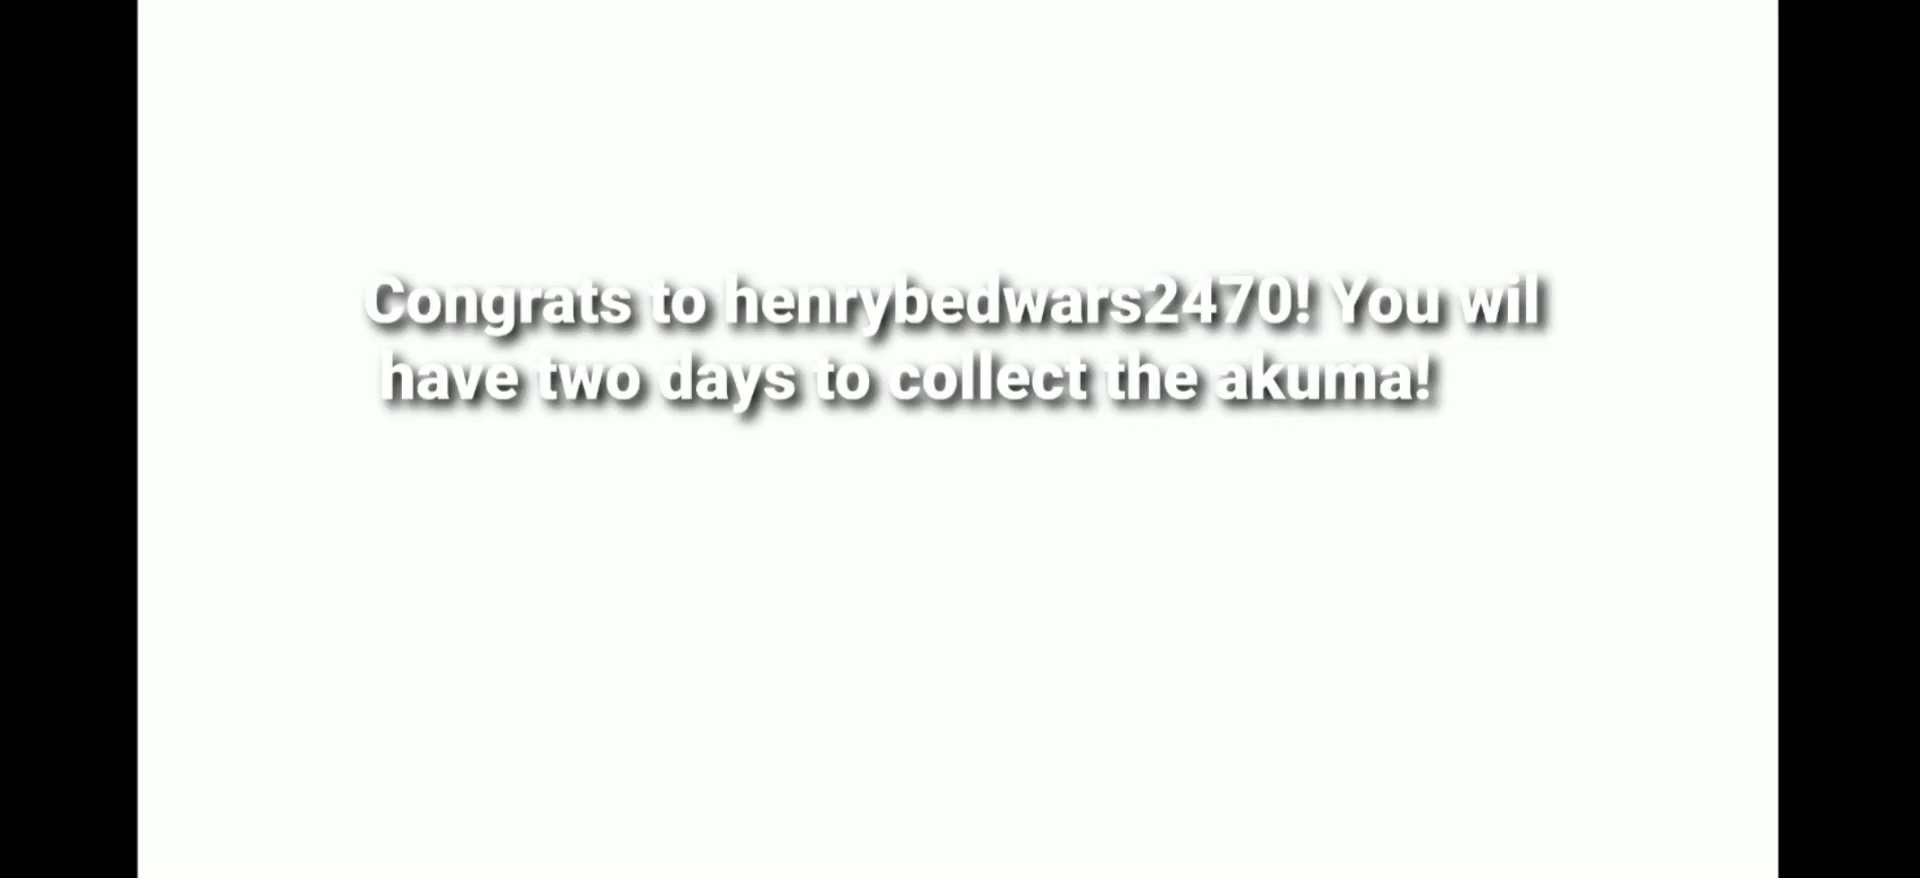 Congrats to henrybedwars2470! You wil
have two days to collect the akuma!